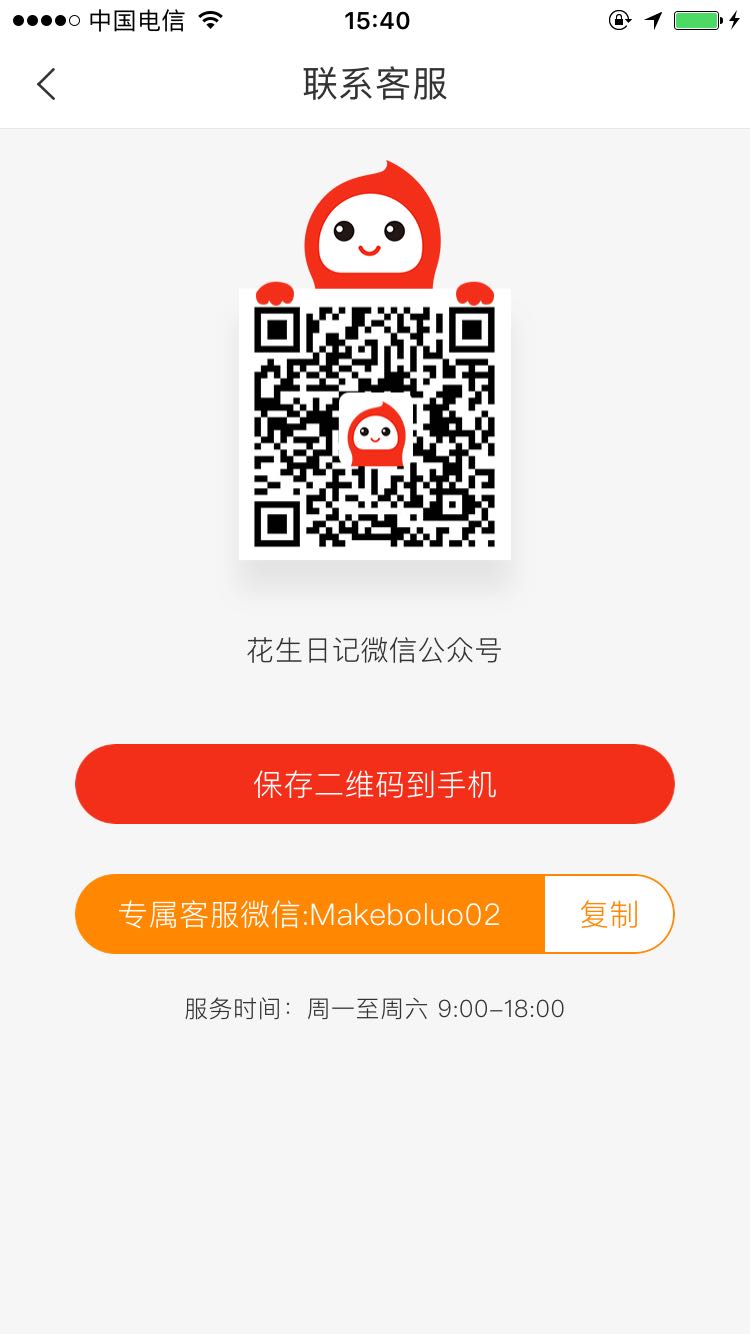 中国电信 15:40
联系客服
花生日记微信公众号
保存二维码到手机
专属客服微信:Makeboluo02 复制
服务时间：周一至周六 9:00-18:00